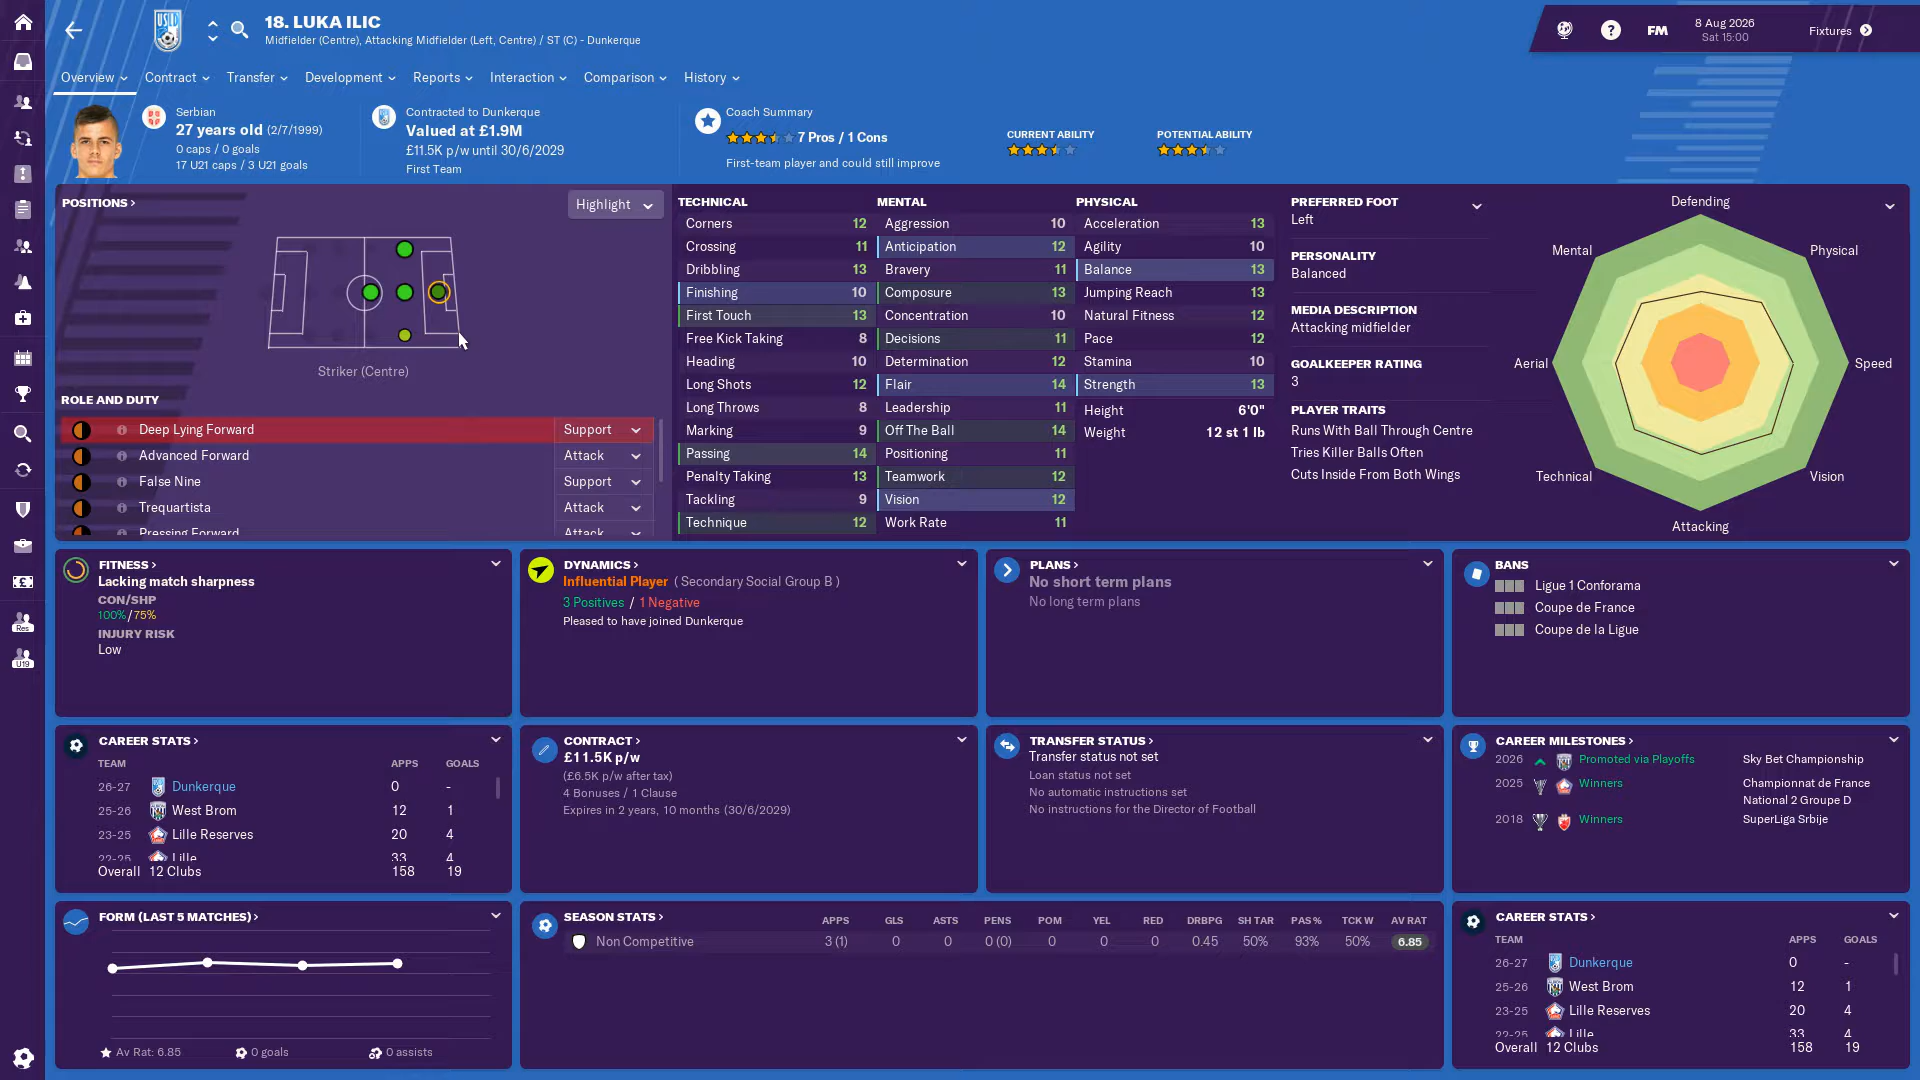 18. LUKA ILIC
Midfielder (Centre), Attacking Midfielder (Left, Centre) / ST (C) - Dunkerque
8 Aug 2026
Sat 15:00
FM
Fixtures
Overview
Contract
Transfer
Development
Reports
Interaction
Comparison
History
Serbian
27 years old (2/7/1999)
0 caps / 0 goals
17 U21 caps / 3 U21 goals
Contracted to Dunkerque
Valued at £1.9M
£11.5K p/w until 30/6/2029
First Team
Coach Summary
7 Pros / 1 Cons
First-team player and could still improve
CURRENT ABILITY
POTENTIAL ABILITY
POSITIONS
Highlight
Striker (Centre)
ROLE AND DUTY
Deep Lying Forward Support
Advanced Forward Attack
False Nine Support
Trequartista Attack
Pressing Forward Attack
TECHNICAL
Corners 12
Crossing 11
Dribbling 13
Finishing 10
First Touch 13
Free Kick Taking 8
Heading 10
Long Shots 12
Long Throws 8
Marking 9
Passing 14
Penalty Taking 13
Tackling 9
Technique 12
MENTAL
Aggression 10
Anticipation 12
Bravery 11
Composure 13
Concentration 10
Decisions 11
Determination 12
Flair 14
Leadership 11
Off The Ball 14
Positioning 11
Teamwork 12
Vision 12
Work Rate 11
PHYSICAL
Acceleration 13
Agility 10
Balance 13
Jumping Reach 13
Natural Fitness 12
Pace 12
Stamina 10
Strength 13
Height 6'0"
Weight 12 st 1 lb
PREFERRED FOOT
Left
PERSONALITY
Balanced
MEDIA DESCRIPTION
Attacking midfielder
GOALKEEPER RATING
3
PLAYER TRAITS
Runs With Ball Through Centre
Tries Killer Balls Often
Cuts Inside From Both Wings
Defending
Mental
Physical
Aerial
Speed
Technical
Vision
Attacking
FITNESS
Lacking match sharpness
CON/SHP
100%/75%
INJURY RISK
Low
DYNAMICS
Influential Player ( Secondary Social Group B )
3 Positives / 1 Negative
Pleased to have joined Dunkerque
PLANS
No short term plans
No long term plans
BANS
Ligue 1 Conforama
Coupe de France
Coupe de la Ligue
CAREER STATS
TEAM APPS GOALS
26-27 Dunkerque 0 -
25-26 West Brom 12 1
23-25 Lille Reserves 20 4
22-25 Lille 33 4
Overall 12 Clubs 158 19
CONTRACT
£11.5K p/w
(£6.5K p/w after tax)
4 Bonuses / 1 Clause
Expires in 2 years, 10 months (30/6/2029)
TRANSFER STATUS
Transfer status not set
Loan status not set
No automatic instructions set
No instructions for the Director of Football
CAREER MILESTONES
2026 Promoted via Playoffs Sky Bet Championship
2025 Winners Championnat de France
National 2 Groupe D
2018 Winners SuperLiga Srbije
FORM (LAST 5 MATCHES)
Av Rat: 6.85
0 goals
0 assists
SEASON STATS
APPS GLS ASTS PENS POM YEL RED DRBPG SH TAR PAS % TCK W AV RAT
Non Competitive 3 (1) 0 0 0 (0) 0 0 0 0.45 50% 93% 50% 6.85
CAREER STATS
TEAM APPS GOALS
26-27 Dunkerque 0 -
25-26 West Brom 12 1
23-25 Lille Reserves 20 4
22-25 Lille 33 4
Overall 12 Clubs 158 19
Res
U19